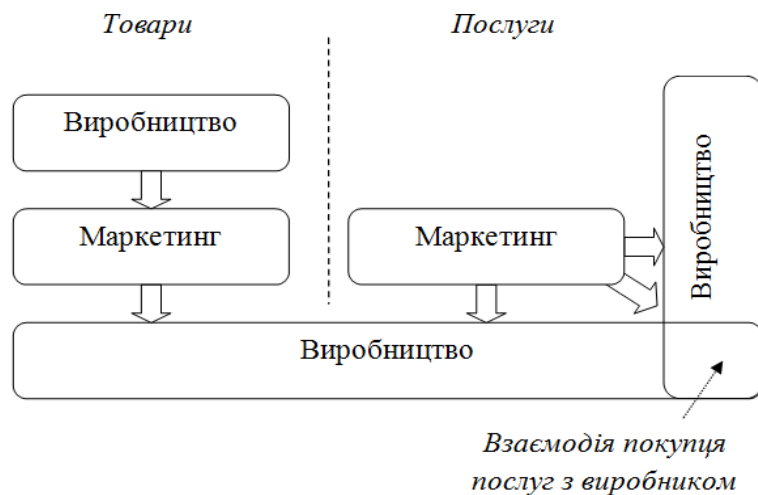 Товари
Послуги
Виробництво
Маркетинг
Маркетинг
Виробництво
Виробництво
Взаємодія покупця
послуг з виробником